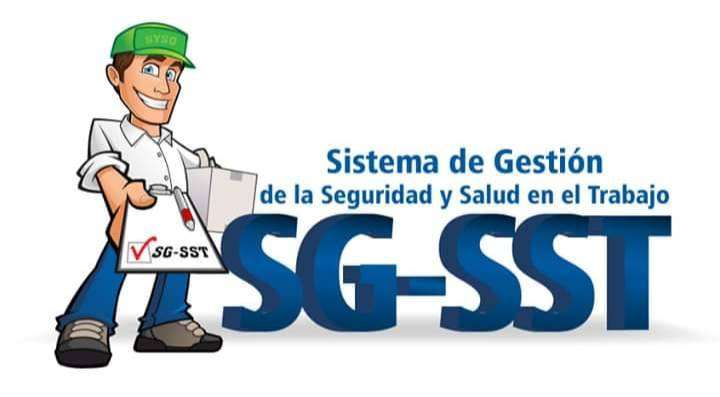 SYSO
Sistema de Gestión
de la Seguridad y Salud en el Trabajo
SG-SST
SG-SST